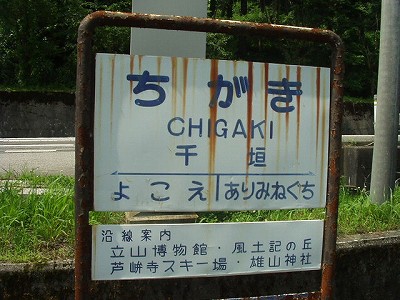 ちがき
CHIGAKI
千垣
よこえ ありみねぐち
沿線案内
立山博物館・風土記の丘
芦峅寺スキー場・雄山神社